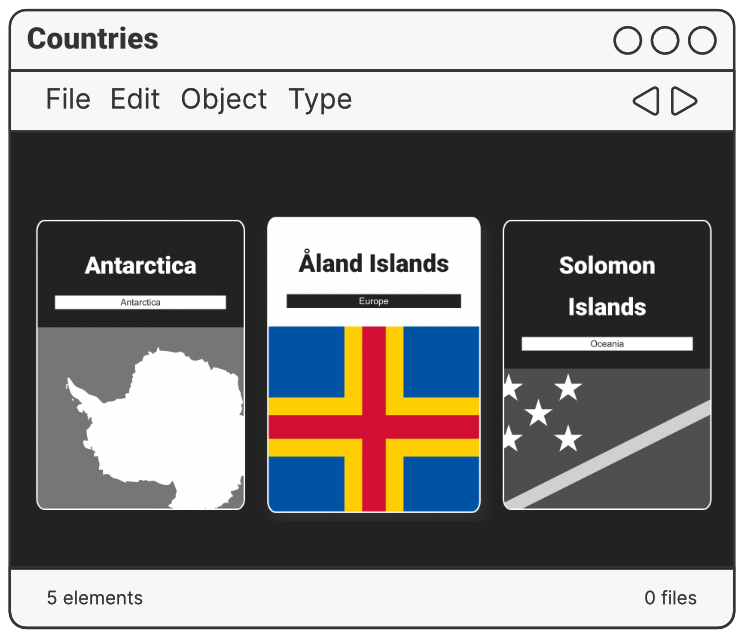 Countries
File Edit Object Type
Antarctica
Antarctica
Åland Islands
Europe
Solomon
Islands
Oceania
5 elements
0 files